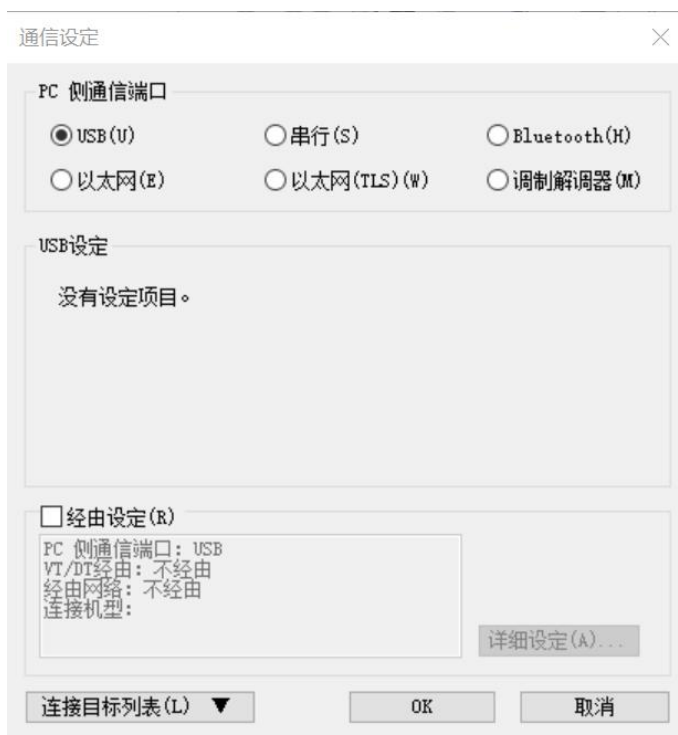 通信设定
PC 侧通信端口
USB(U) 串行(S) Bluetooth(H)
以太网(E) 以太网(TLS)(W) 调制解调器(M)
USB设定
没有设定项目。
经由设定(R)
PC 侧通信端口: USB
VT/DT经由: 不经由
经由网络: 不经由
连接机型:
详细设定(A)...
连接目标列表(L) ▼ OK 取消